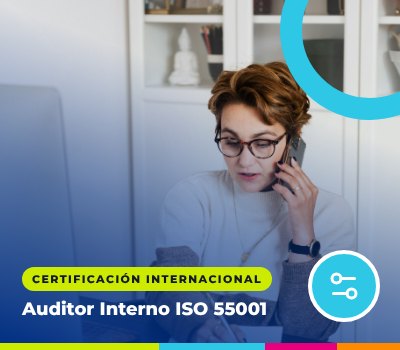 CERTIFICACIÓN INTERNACIONAL
Auditor Interno ISO 55001